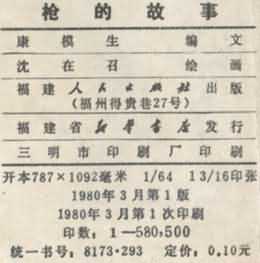 枪的故事
康模生 编文
沈在召 绘画
福建人民出版社出版
(福州得贵巷27号)
福建省新华书店发行
三明市印刷厂印刷
开本787×1092毫米 1/64 13/16印张
1980年3月第1版
1980年3月第1次印刷
印数：1—580,500
统一书号：8173·293 定价：0.10元